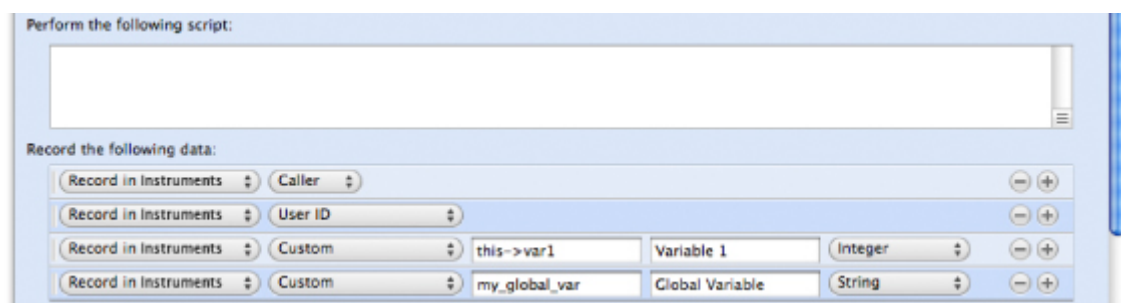 Perform the following script:
Record the following data:
Record in Instruments Caller
Record in Instruments User ID
Record in Instruments Custom this->var1 Variable 1 Integer
Record in Instruments Custom my_global_var Global Variable String